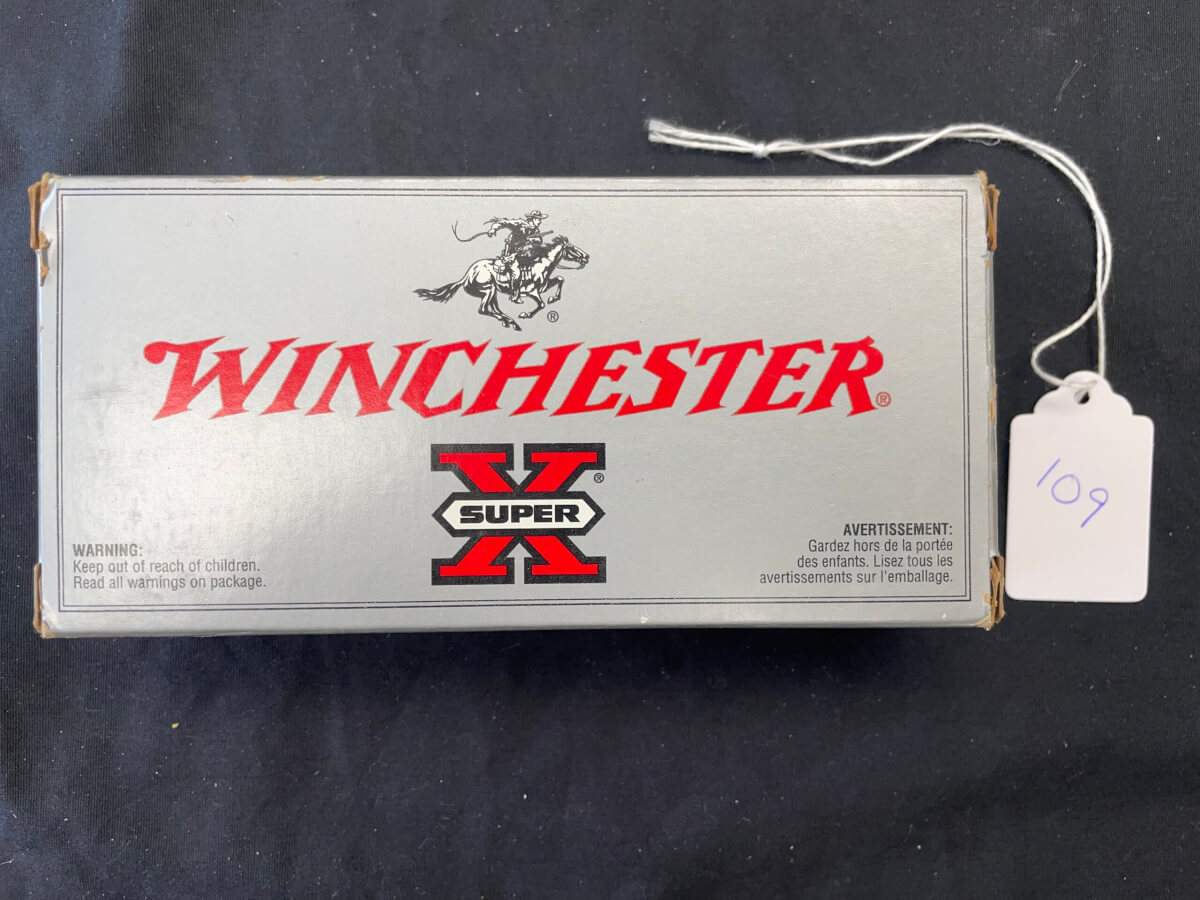 ®
WINCHESTER®
X®
SUPER
WARNING:
Keep out of reach of children.
Read all warnings on package.
AVERTISSEMENT:
Gardez hors de la portée
des enfants. Lisez tous les
avertissements sur l'emballage.
109